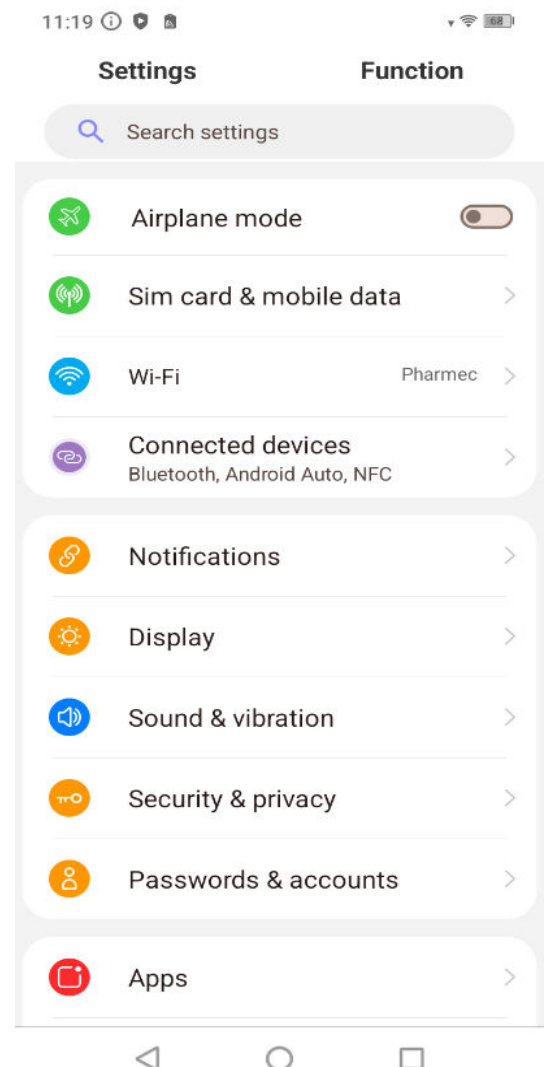 11:19 68
Settings Function
Search settings
Airplane mode
Sim card & mobile data
Wi-Fi Pharmec
Connected devices
Bluetooth, Android Auto, NFC
Notifications
Display
Sound & vibration
Security & privacy
Passwords & accounts
Apps